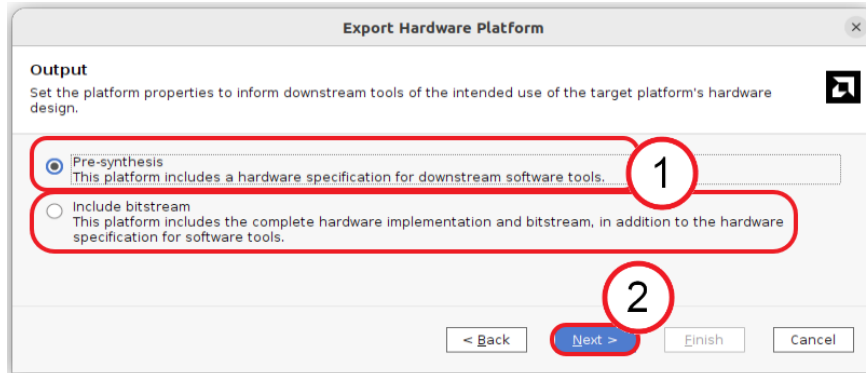 Export Hardware Platform
Output
Set the platform properties to inform downstream tools of the intended use of the target platform's hardware
design.
Pre-synthesis
This platform includes a hardware specification for downstream software tools.
1
Include bitstream
This platform includes the complete hardware implementation and bitstream, in addition to the hardware
specification for software tools.
2
< Back Next > Finish Cancel